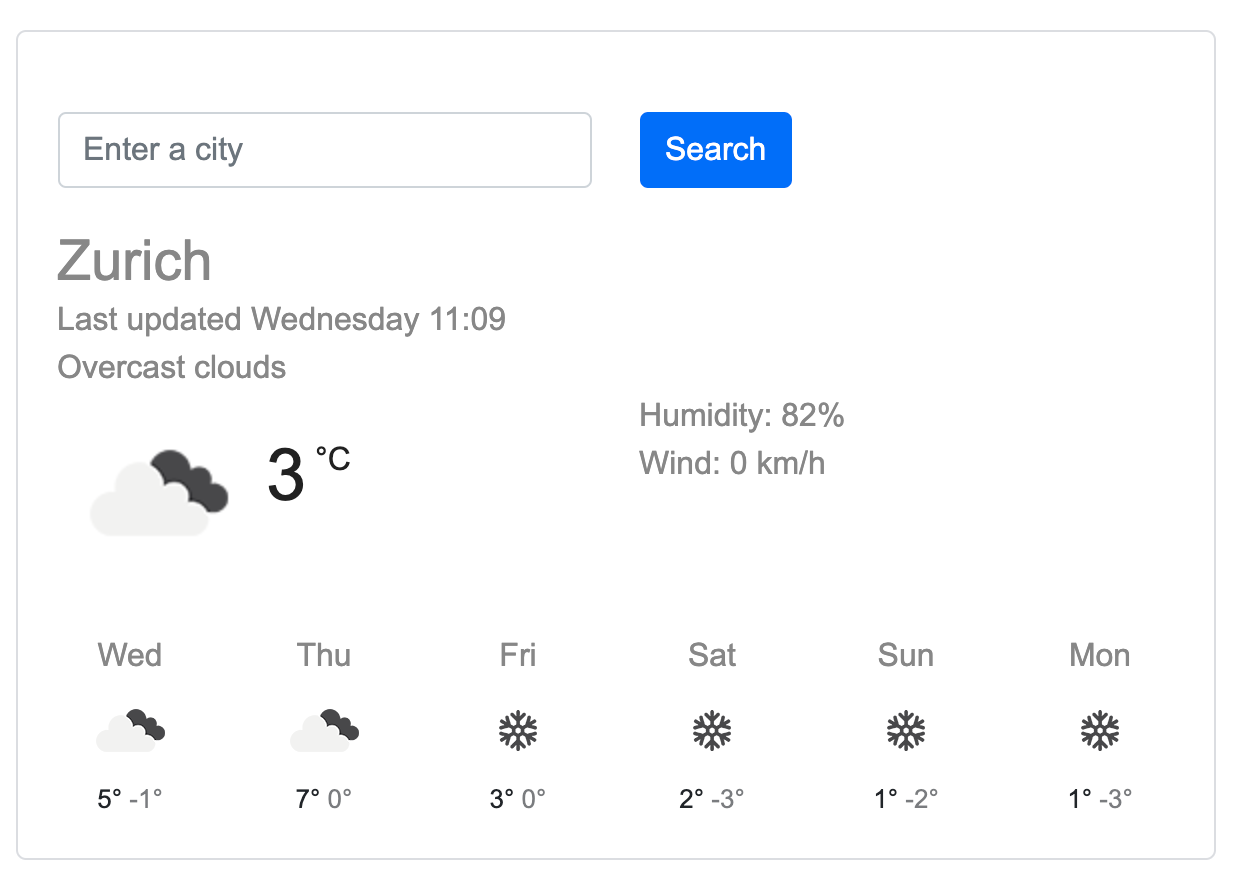 Enter a city
Search
Zurich
Last updated Wednesday 11:09
Overcast clouds
3 °C
Humidity: 82%
Wind: 0 km/h
Wed Thu Fri Sat Sun Mon
5° -1° 7° 0° 3° 0° 2° -3° 1° -2° 1° -3°